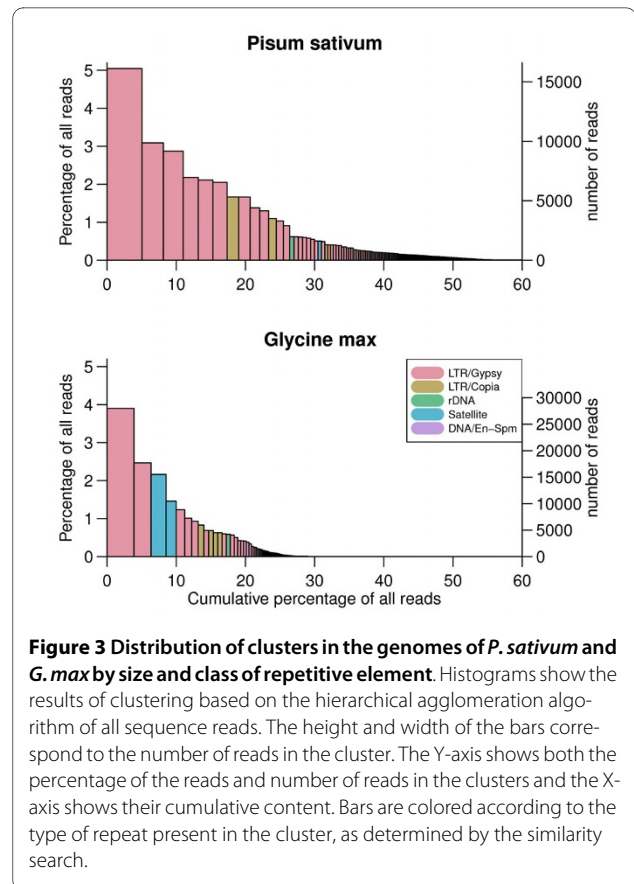 Pisum sativum
Percentage of all reads
5
4
3
2
1
0
15000
10000
5000
0
number of reads
0 10 20 30 40 50 60
Glycine max
Percentage of all reads
5
4
3
2
1
0
LTR/Gypsy
LTR/Copia
rDNA
Satellite
DNA/En-Spm
30000
25000
20000
15000
10000
5000
0
number of reads
0 10 20 30 40 50 60
Cumulative percentage of all reads
Figure 3 Distribution of clusters in the genomes of P. sativum and
G. max by size and class of repetitive element. Histograms show the
results of clustering based on the hierarchical agglomeration algo-
rithm of all sequence reads. The height and width of the bars corre-
spond to the number of reads in the cluster. The Y-axis shows both the
percentage of the reads and number of reads in the clusters and the X-
axis shows their cumulative content. Bars are colored according to the
type of repeat present in the cluster, as determined by the similarity
search.